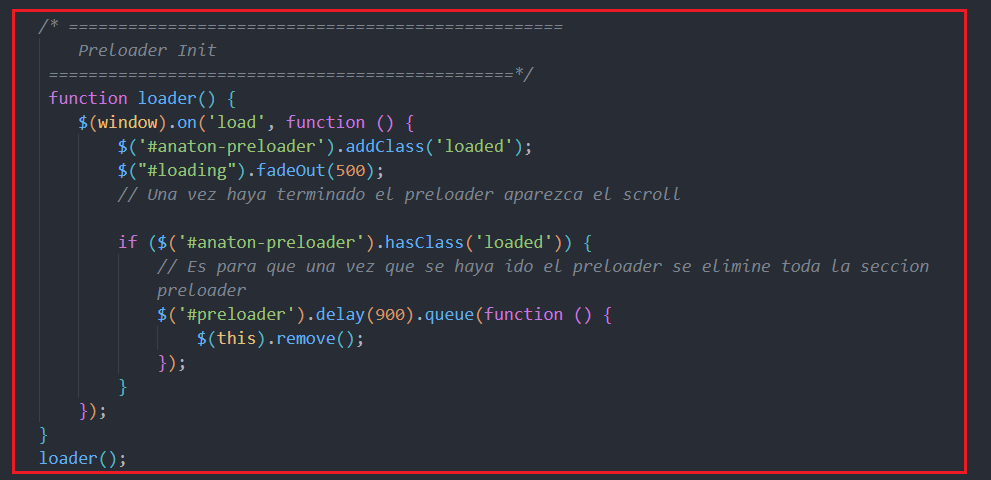 /* ==================================================
Preloader Init
===============================================*/
function loader() {
$(window).on('load', function () {
$('#anaton-preloader').addClass('loaded');
$("#loading").fadeOut(500);
// Una vez haya terminado el preloader aparezca el scroll
if ($('#anaton-preloader').hasClass('loaded')) {
// Es para que una vez que se haya ido el preloader se elimine toda la seccion
preloader
$('#preloader').delay(900).queue(function () {
$(this).remove();
});
}
});
}
loader();